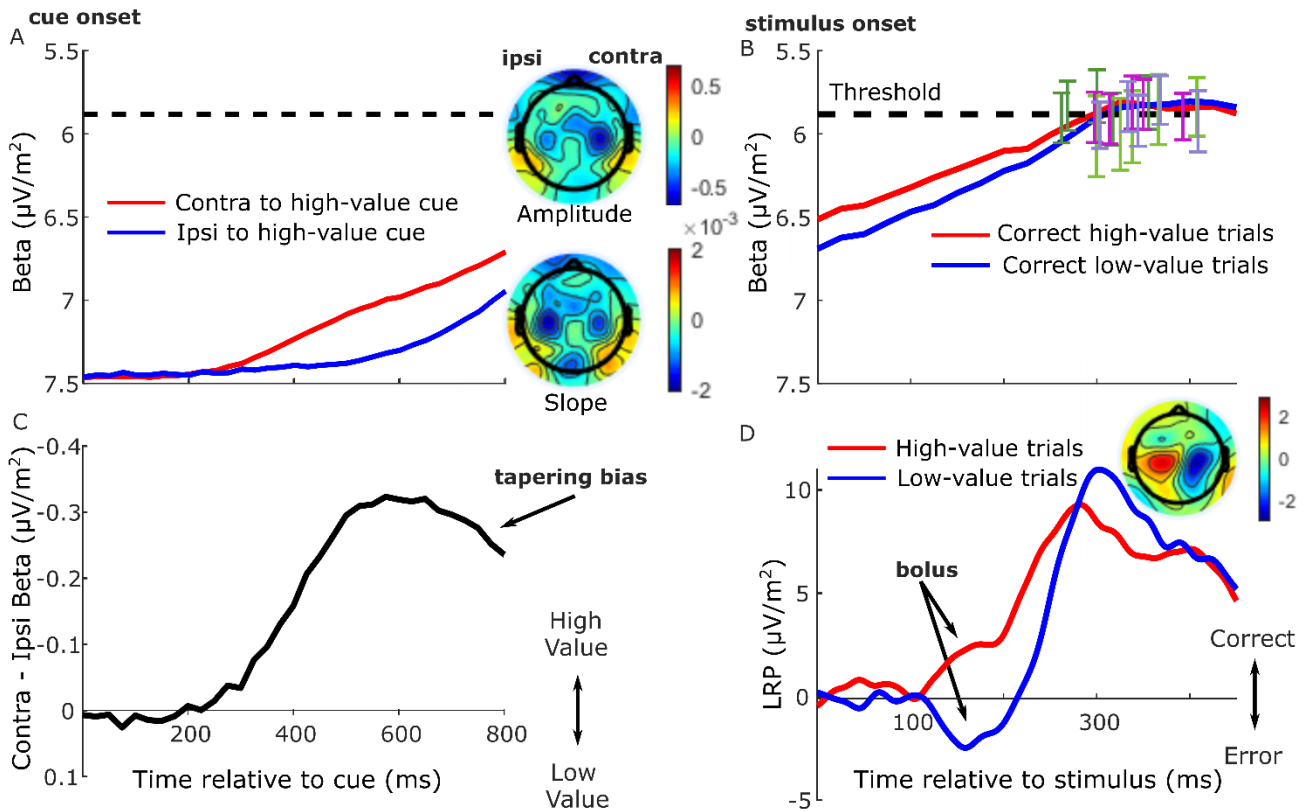 cue onset
A
5.5
6
6.5
7
7.5
Beta (µV/m²)
Contra to high-value cue
Ipsi to high-value cue
ipsi
contra
0.5
0
-0.5
Amplitude
×10⁻³
2
0
-2
Slope
stimulus onset
B
5.5
6
6.5
7
7.5
Beta (µV/m²)
Threshold
Correct high-value trials
Correct low-value trials
C
-0.4
-0.3
-0.2
-0.1
0
0.1
Contra - Ipsi Beta (µV/m²)
tapering bias
High
Value
Low
Value
200
400
600
800
Time relative to cue (ms)
D
High-value trials
Low-value trials
2
0
-2
10
5
0
-5
LRP (µV/m²)
bolus
Correct
Error
100
300
Time relative to stimulus (ms)